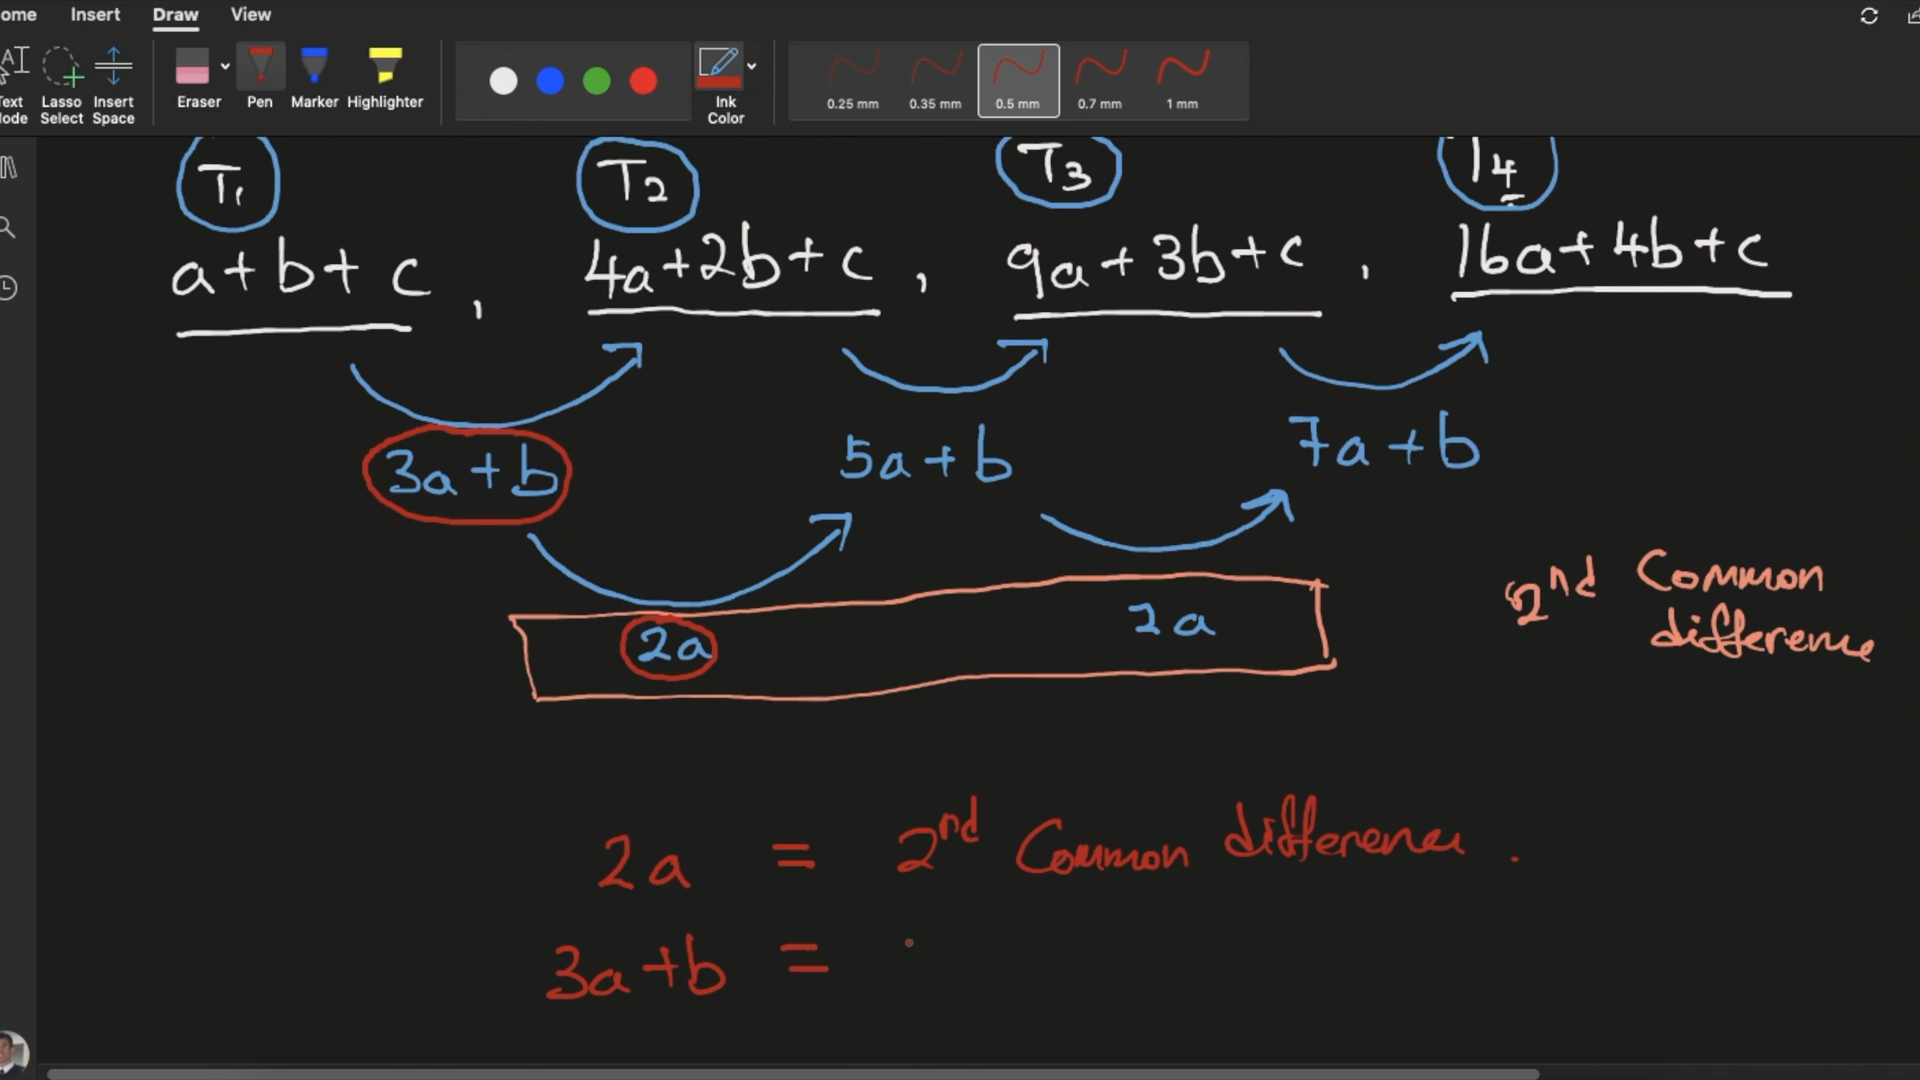 ome Insert Draw View
Text Mode Lasso Select Insert Space Eraser Pen Marker Highlighter Ink Color 0.25 mm 0.35 mm 0.5 mm 0.7 mm 1 mm
T₁ T₂ T₃ T₄
a+b+c , 4a+2b+c , 9a+3b+c , 16a+4b+c
3a+b 5a+b 7a+b
2a 2a 2nd Common
difference
2a = 2nd Common difference .
3a+b =